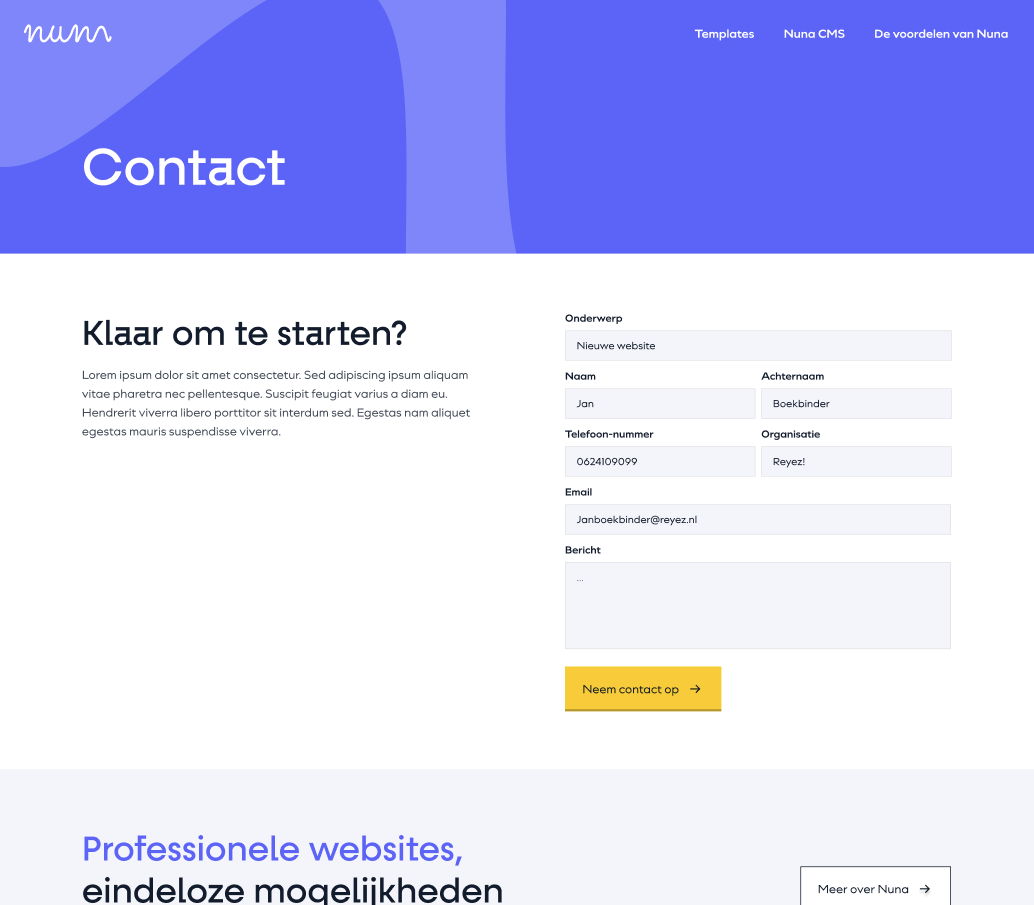 nuna
Templates
Nuna CMS
De voordelen van Nuna
Contact
Klaar om te starten?
Lorem ipsum dolor sit amet consectetur. Sed adipiscing ipsum aliquam
vitae pharetra nec pellentesque. Suscipit feugiat varius a diam eu.
Hendrerit viverra libero porttitor sit interdum sed. Egestas nam aliquet
egestas mauris suspendisse viverra.
Onderwerp
Nieuwe website
Naam
Achternaam
Jan
Boekbinder
Telefoon-nummer
Organisatie
0624109099
Reyez!
Email
Janboekbinder@reyez.nl
Bericht
...
Neem contact op →
Professionele websites,
eindeloze mogelijkheden
Meer over Nuna →